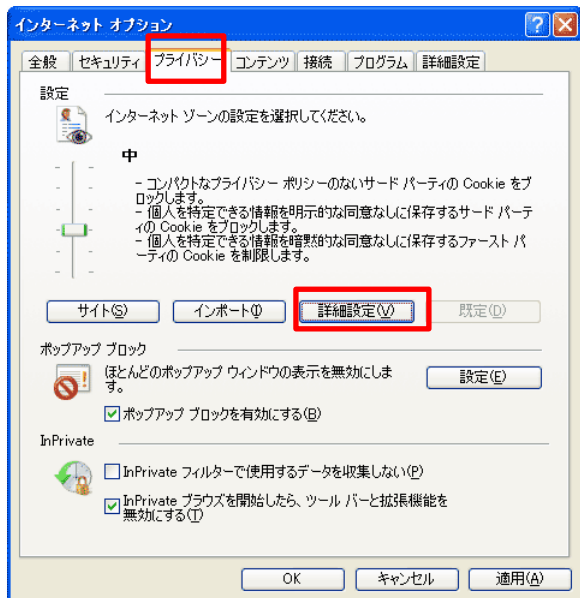 インターネット オプション
全般 セキュリティ プライバシー コンテンツ 接続 プログラム 詳細設定
設定
インターネット ゾーンの設定を選択してください。
中
- コンパクトなプライバシー ポリシーのないサード パーティの Cookie をブ
ロックします。
- 個人を特定できる情報を明示的な同意なしに保存するサード パーテ
ィの Cookie をブロックします。
- 個人を特定できる情報を暗黙的な同意なしに保存するファースト パ
ーティの Cookie を制限します。
サイト(S) インポート(I) 詳細設定(V) 既定(D)
ポップアップ ブロック
ほとんどのポップアップ ウィンドウの表示を無効にしま
す。
設定(E)
ポップアップ ブロックを有効にする(B)
InPrivate
InPrivate フィルターで使用するデータを収集しない(P)
InPrivate ブラウズを開始したら、ツール バーと拡張機能を
無効にする(T)
OK キャンセル 適用(A)